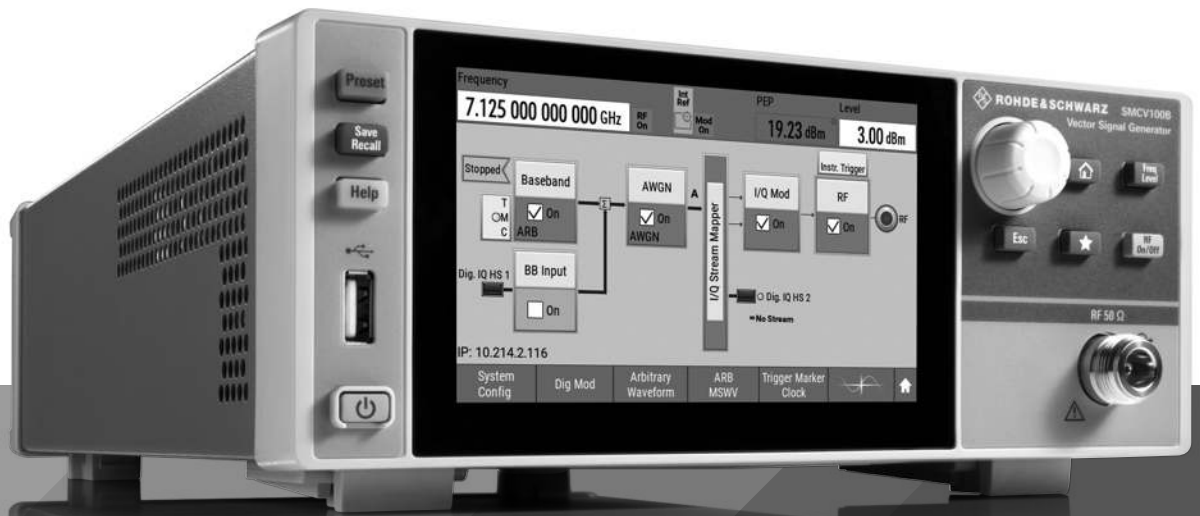 Preset
Save
Recall
Help
Frequency
7.125 000 000 000 GHz
RF
On
Int
Ref
Mod
On
PEP
19.23 dBm
Level
3.00 dBm
Stopped
T
M
C
Baseband
On
ARB
Σ
AWGN
On
AWGN
A
I/Q Stream Mapper
I/Q Mod
On
Instr. Trigger
RF
On
RF
Dig. IQ HS 1
BB Input
On
Dig. IQ HS 2
No Stream
IP: 10.214.2.116
System
Config
Dig Mod
Arbitrary
Waveform
ARB
MSWV
Trigger Marker
Clock
ROHDE & SCHWARZ SMCV100B
Vector Signal Generator
Freq
Level
Esc
RF
On/Off
RF 50 Ω